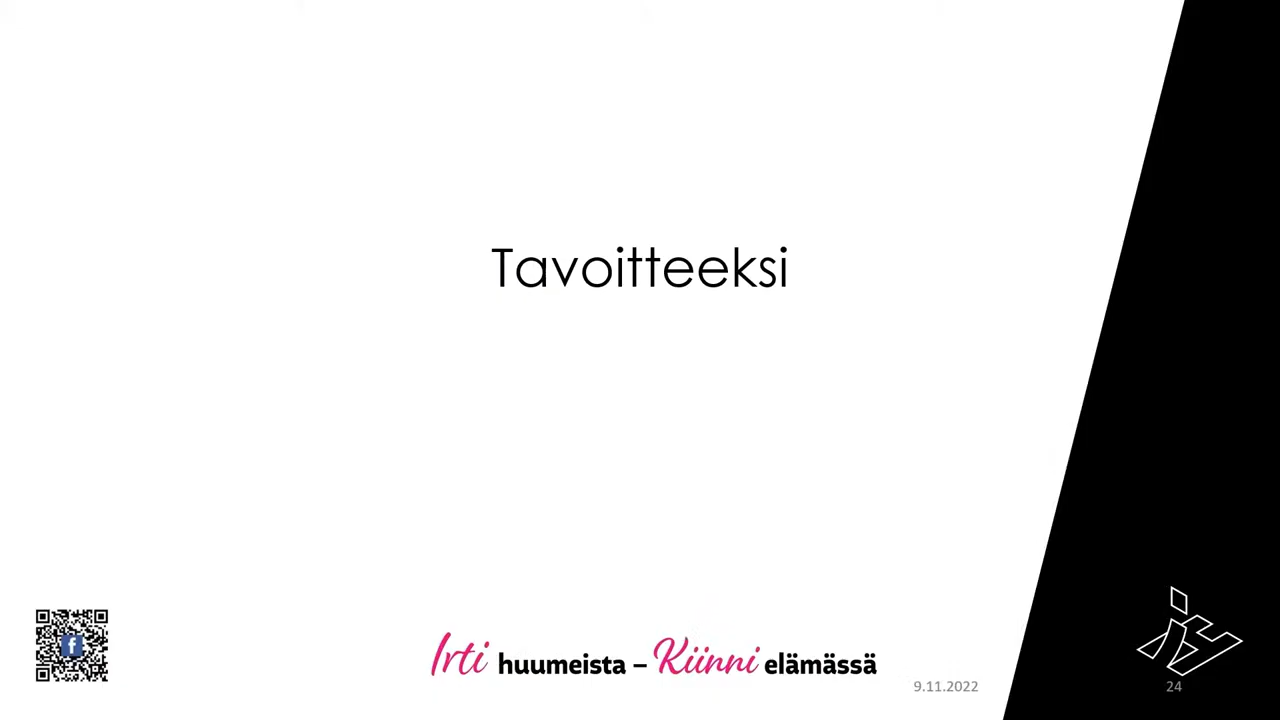 Tavoitteeksi
Irti huumeista – Kiinni elämässä
9.11.2022
24